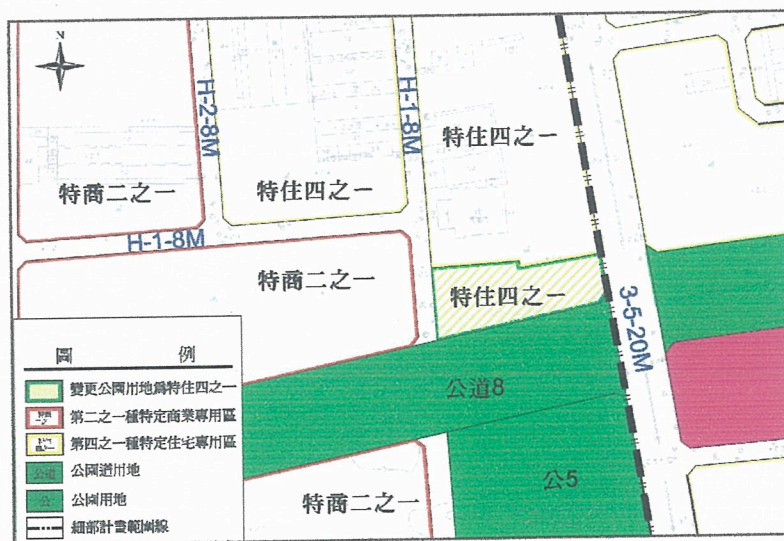 N
H-2-8M
H-1-8M
特住四之一
特商二之一
特住四之一
H-1-8M
特商二之一
特住四之一
3-5-20M
公道8
公5
特商二之一
圖 例
變更公園用地為特住四之一
第二之一種特定商業專用區
第四之一種特定住宅專用區
公道 公園道用地
公 公園用地
細部計畫範圍線